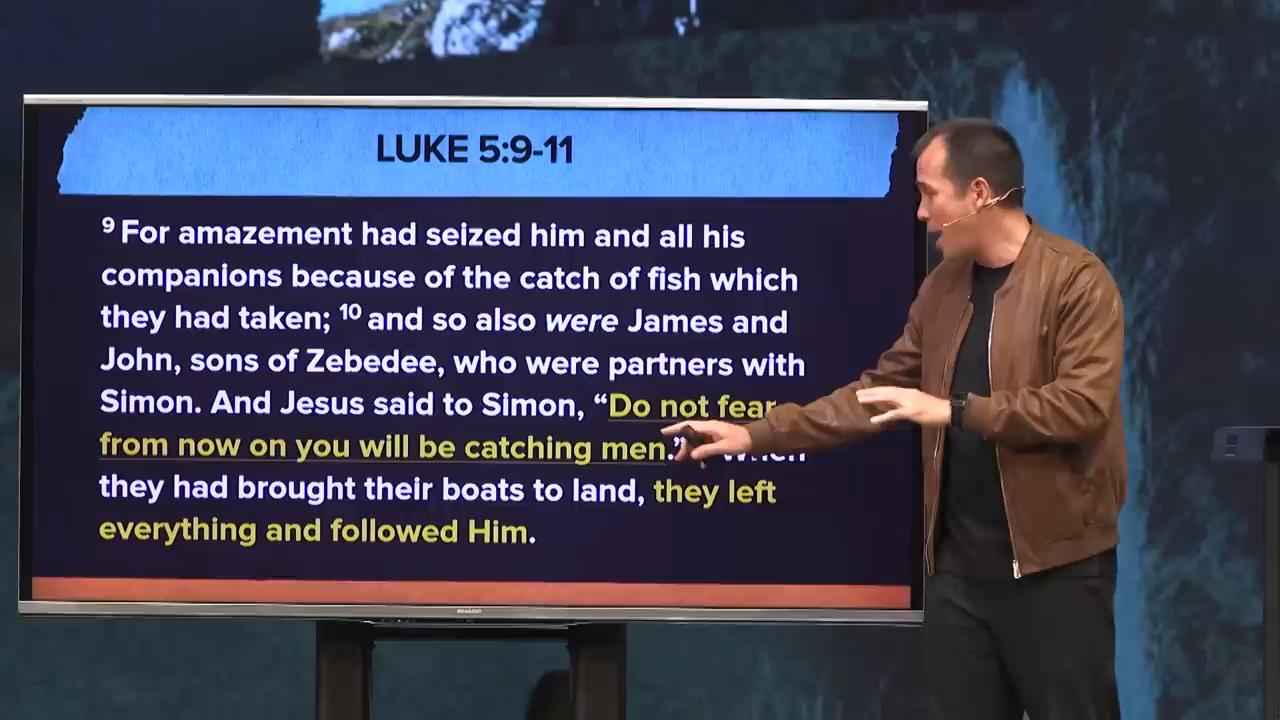 LUKE 5:9-11
⁹ For amazement had seized him and all his
companions because of the catch of fish which
they had taken; ¹⁰ and so also were James and
John, sons of Zebedee, who were partners with
Simon. And Jesus said to Simon, “Do not fear
from now on you will be catching men.”
they had brought their boats to land, they left
everything and followed Him.